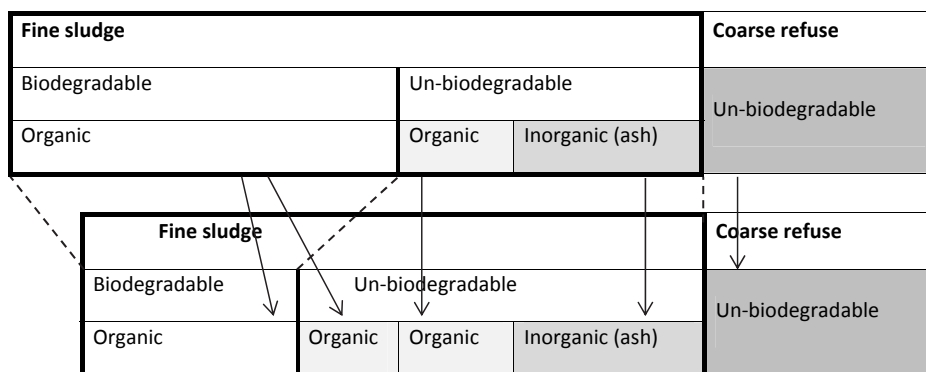 Fine sludge Coarse refuse
Biodegradable Un-biodegradable Un-biodegradable
Organic Organic Inorganic (ash)
Fine sludge Coarse refuse
Biodegradable Un-biodegradable Un-biodegradable
Organic Organic Organic Inorganic (ash)